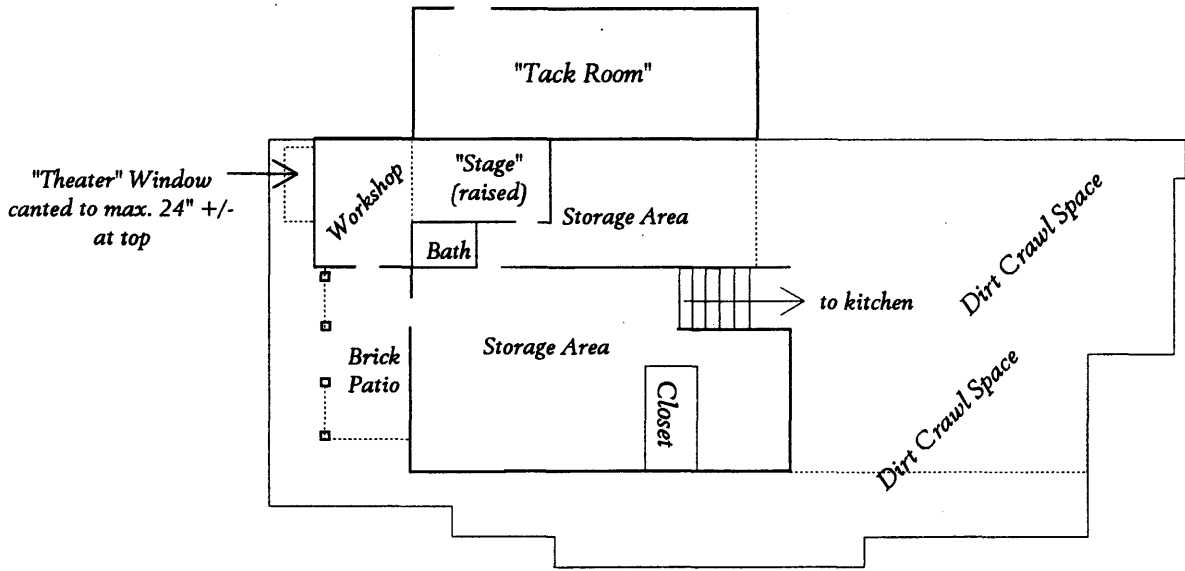 "Tack Room"
"Theater" Window
canted to max. 24" +/-
at top
Workshop
"Stage"
(raised)
Bath
Storage Area
Dirt Crawl Space
to kitchen
Brick
Patio
Storage Area
Closet
Dirt Crawl Space